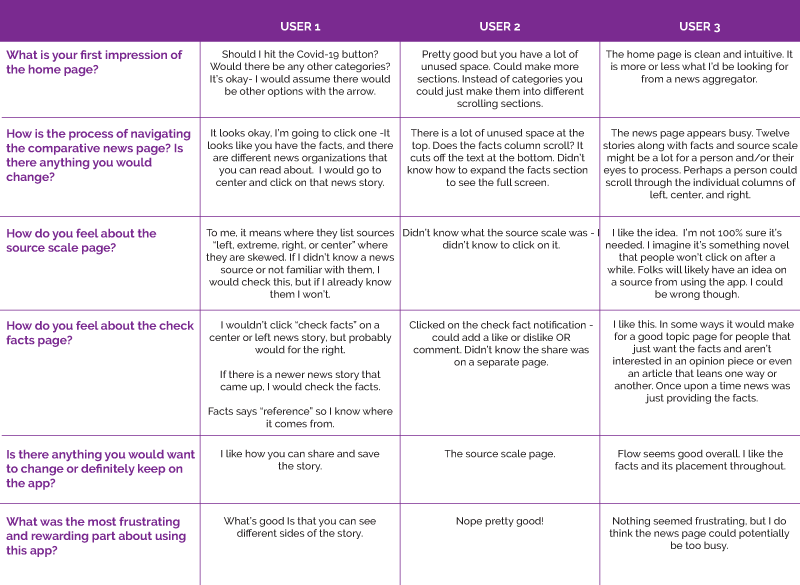 USER 1
USER 2
USER 3
What is your first impression of
the home page?
Should I hit the Covid-19 button?
Would there be any other categories?
It's okay- I would assume there would
be other options with the arrow.
Pretty good but you have a lot of
unused space. Could make more
sections. Instead of categories you
could just make them into different
scrolling sections.
The home page is clean and intuitive. It
is more or less what I'd be looking for
from a news aggregator.
How is the process of navigating
the comparative news page? Is
there anything you would
change?
It looks okay. I'm going to click one -It
looks like you have the facts, and there
are different news organizations that
you can read about.  I would go to
center and click on that news story.
There is a lot of unused space at the
top. Does the facts column scroll? It
cuts off the text at the bottom. Didn't
know how to expand the facts section
to see the full screen.
The news page appears busy. Twelve
stories along with facts and source scale
might be a lot for a person and/or their
eyes to process. Perhaps a person could
scroll through the individual columns of
left, center, and right.
How do you feel about the
source scale page?
To me, it means where they list sources
“left, extreme, right, or center” where
they are skewed. If I didn't know a news
source or not familiar with them, I
would check this, but if I already know
them I won't.
Didn't know what the source scale was - I
didn't know to click on it.
I like the idea.  I'm not 100% sure it's
needed. I imagine it's something novel
that people won't click on after a
while. Folks will likely have an idea on
a source from using the app. I could
be wrong though.
How do you feel about the check
facts page?
I wouldn't click “check facts” on a
center or left news story, but probably
would for the right.
If there is a newer news story that
came up, I would check the facts.
Facts says “reference” so I know where
it comes from.
Clicked on the check fact notification -
could add a like or dislike OR
comment. Didn't know the share was
on a separate page.
I like this. In some ways it would make
for a good topic page for people that
just want the facts and aren't
interested in an opinion piece or even
an article that leans one way or
another. Once upon a time news was
just providing the facts.
Is there anything you would want
to change or definitely keep on
the app?
I like how you can share and save
the story.
The source scale page.
Flow seems good overall. I like the
facts and its placement throughout.
What was the most frustrating
and rewarding part about using
this app?
What's good Is that you can see
different sides of the story.
Nope pretty good!
Nothing seemed frustrating, but I do
think the news page could potentially
be too busy.